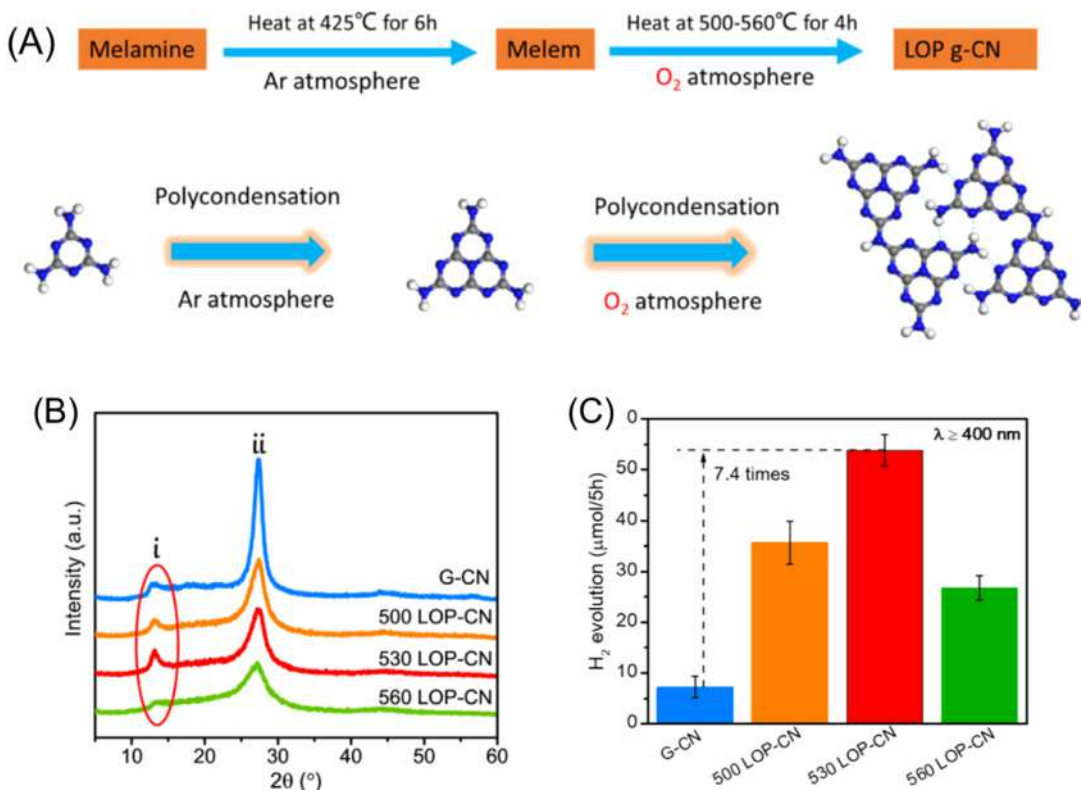 (A)
Melamine
Heat at 425℃ for 6h
Ar atmosphere
Melem
Heat at 500-560℃ for 4h
O₂ atmosphere
LOP g-CN
Polycondensation
Ar atmosphere
Polycondensation
O₂ atmosphere
(B)
i
ii
G-CN
500 LOP-CN
530 LOP-CN
560 LOP-CN
Intensity (a.u.)
10 20 30 40 50 60
2θ (°)
(C)
λ ≥ 400 nm
7.4 times
H₂ evolution (μmol/5h)
0
50
40
30
20
10
0
G-CN
500 LOP-CN
530 LOP-CN
560 LOP-CN